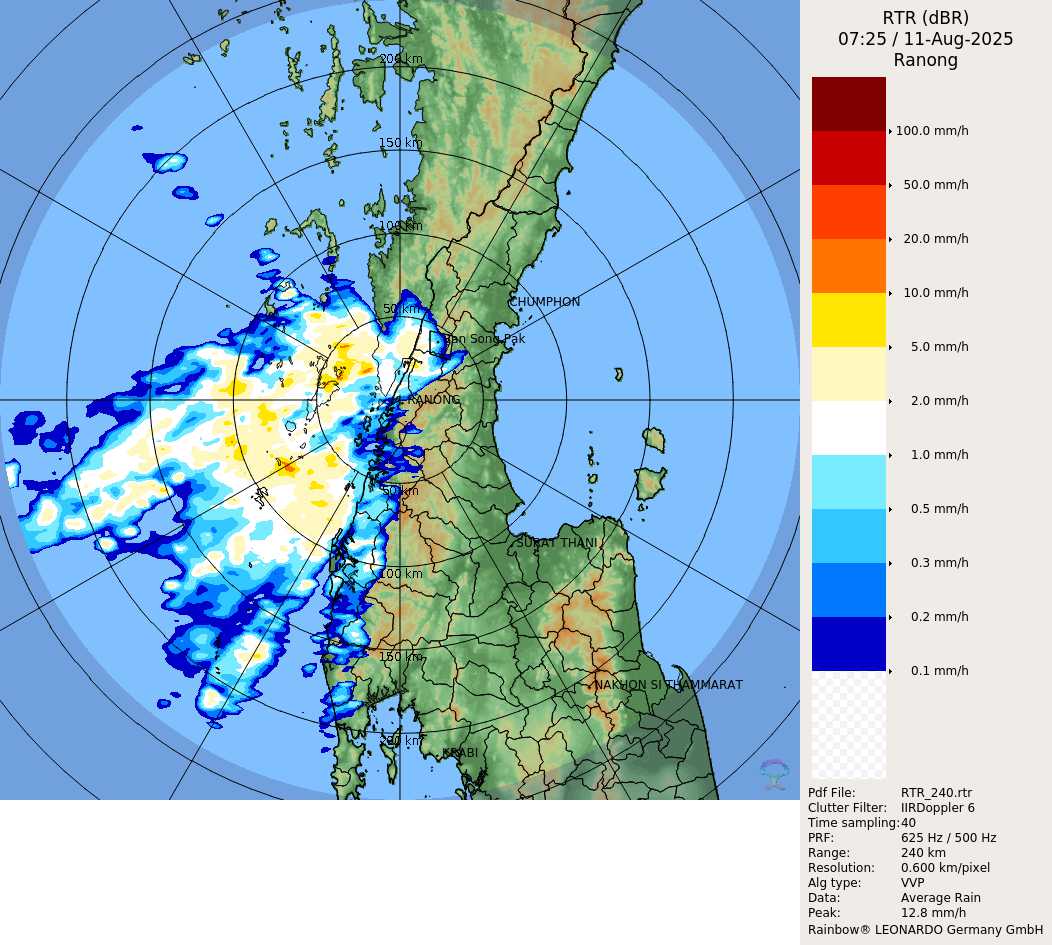 RTR (dBR)
07:25 / 11-Aug-2025
Ranong
100.0 mm/h
50.0 mm/h
20.0 mm/h
10.0 mm/h
5.0 mm/h
2.0 mm/h
1.0 mm/h
0.5 mm/h
0.3 mm/h
0.2 mm/h
0.1 mm/h
200 km
150 km
100 km
CHUMPHON
50 km
Ban Song Pak
RANONG
50 km
SURAT THANI
100 km
150 km
NAKHON SI THAMMARAT
200 km
KRABI
Pdf File: RTR_240.rtr
Clutter Filter: IIRDoppler 6
Time sampling: 40
PRF: 625 Hz / 500 Hz
Range: 240 km
Resolution: 0.600 km/pixel
Alg type: VVP
Data: Average Rain
Peak: 12.8 mm/h
Rainbow® LEONARDO Germany GmbH